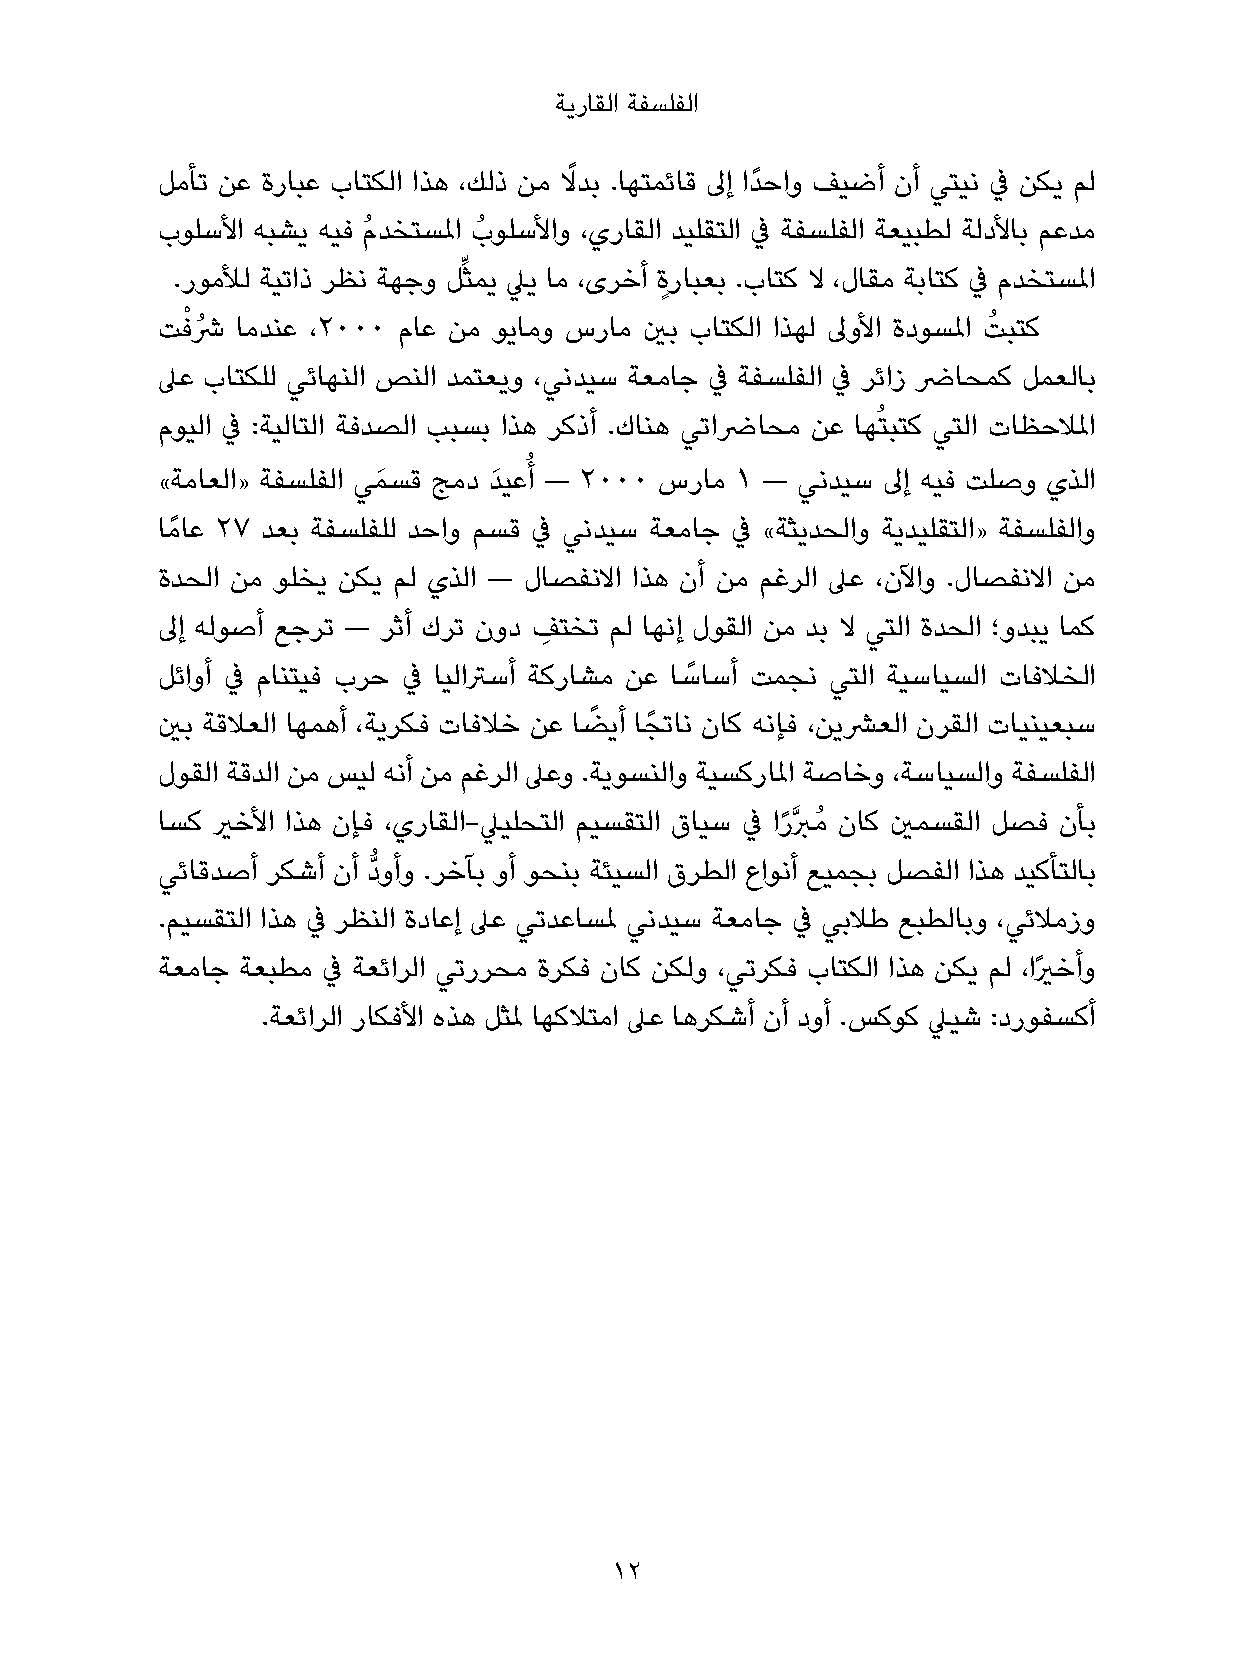 الفلسفة القارية
لم يكن في نيتي أن أضيف واحدًا إلى قائمتها. بدلًا من ذلك، هذا الكتاب عبارة عن تأمل
مدعم بالأدلة لطبيعة الفلسفة في التقليد القاري، والأسلوبُ المستخدمُ فيه يشبه الأسلوب
المستخدم في كتابة مقال، لا كتاب. بعبارةٍ أخرى، ما يلي يمثِّل وجهة نظر ذاتية للأمور.
كتبتُ المسودة الأولى لهذا الكتاب بين مارس ومايو من عام ٢٠٠٠، عندما شُرفْت
بالعمل كمحاضر زائر في الفلسفة في جامعة سيدني، ويعتمد النص النهائي للكتاب على
الملاحظات التي كتبتُها عن محاضراتي هناك. أذكر هذا بسبب الصدفة التالية: في اليوم
الذي وصلت فيه إلى سيدني — ١ مارس ٢٠٠٠ — أُعيدَ دمج قسمَي الفلسفة «العامة»
والفلسفة «التقليدية والحديثة» في جامعة سيدني في قسم واحد للفلسفة بعد ٢٧ عامًا
من الانفصال. والآن، على الرغم من أن هذا الانفصال — الذي لم يكن يخلو من الحدة
كما يبدو؛ الحدة التي لا بد من القول إنها لم تختفِ دون ترك أثر — ترجع أصوله إلى
الخلافات السياسية التي نجمت أساسًا عن مشاركة أستراليا في حرب فيتنام في أوائل
سبعينيات القرن العشرين، فإنه كان ناتجًا أيضًا عن خلافات فكرية، أهمها العلاقة بين
الفلسفة والسياسة، وخاصة الماركسية والنسوية. وعلى الرغم من أنه ليس من الدقة القول
بأن فصل القسمين كان مُبرَّرًا في سياق التقسيم التحليلي-القاري، فإن هذا الأخير كسا
بالتأكيد هذا الفصل بجميع أنواع الطرق السيئة بنحو أو بآخر. وأودُّ أن أشكر أصدقائي
وزملائي، وبالطبع طلابي في جامعة سيدني لمساعدتي على إعادة النظر في هذا التقسيم.
وأخيرًا، لم يكن هذا الكتاب فكرتي، ولكن كان فكرة محررتي الرائعة في مطبعة جامعة
أكسفورد: شيلي كوكس. أود أن أشكرها على امتلاكها لمثل هذه الأفكار الرائعة.
١٢